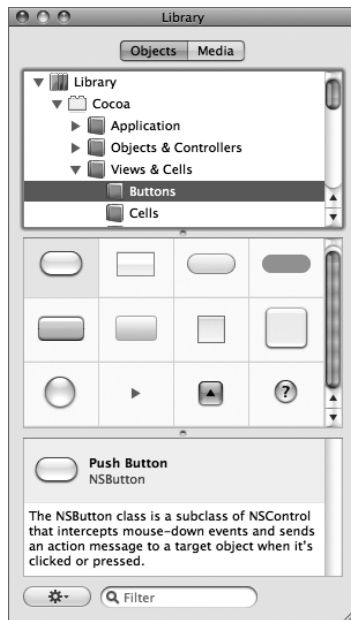 Library
Objects Media
Library
Cocoa
Application
Objects & Controllers
Views & Cells
Buttons
Cells
?
Push Button
NSButton
The NSButton class is a subclass of NSControl
that intercepts mouse-down events and sends
an action message to a target object when it's
clicked or pressed.
Filter